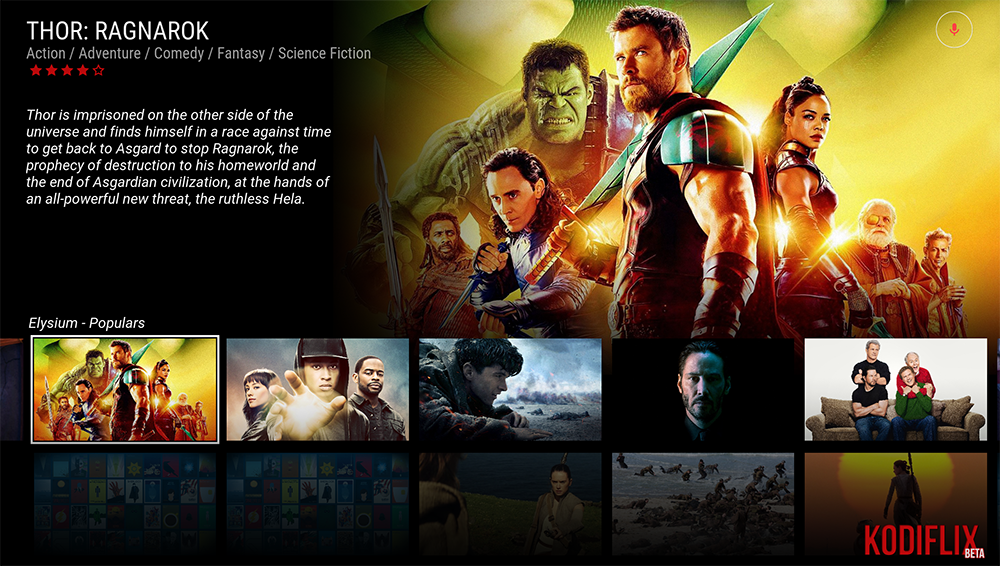 THOR: RAGNAROK
Action / Adventure / Comedy / Fantasy / Science Fiction
Thor is imprisoned on the other side of the
universe and finds himself in a race against time
to get back to Asgard to stop Ragnarok, the
prophecy of destruction to his homeworld and
the end of Asgardian civilization, at the hands of
an all-powerful new threat, the ruthless Hela.
Elysium - Populars
KODIFLIX
BETA